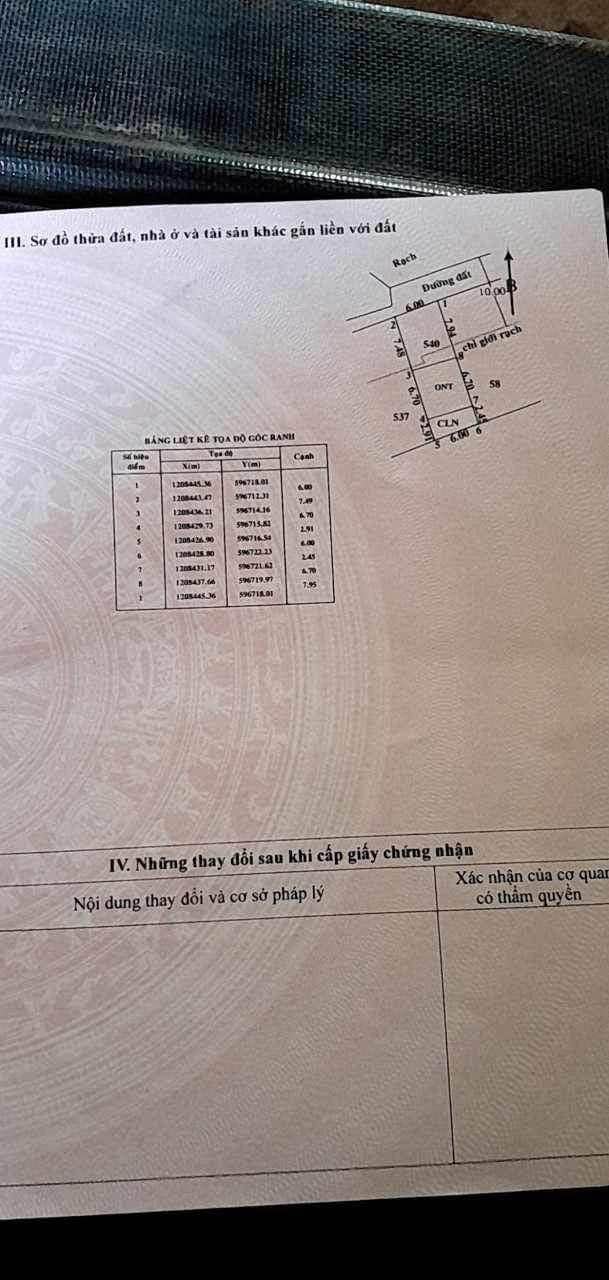 III. Sơ đồ thửa đất, nhà ở và tài sản khác gắn liền với đất
Rạch
Đường đất
10.00
B
6.00
1
2
7.94
7.48
540
chỉ giới rạch
8
3
ONT
6.70
58
6.70
537
7
2.45
4
CLN
2.91
5
6.00
6
BẢNG LIỆT KÊ TỌA ĐỘ GÓC RANH
Số hiệu điểm Tọa độ Cạnh
X(m) Y(m)
1 1208445.36 596718.01
6.00
2 1208443.47 596712.31
7.49
3 1208436.21 596714.16
6.70
4 1208429.73 596715.82
2.91
5 1208426.90 596716.54
6.00
6 1208428.80 596722.23
2.45
7 1208431.17 596721.62
6.70
8 1208437.66 596719.97
7.95
1 1208445.36 596718.01
IV. Những thay đổi sau khi cấp giấy chứng nhận
Nội dung thay đổi và cơ sở pháp lý
Xác nhận của cơ quan
có thẩm quyền